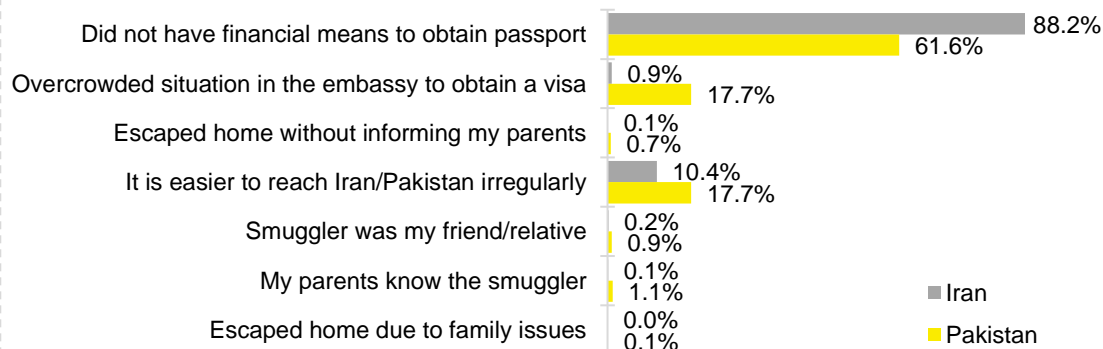 Did not have financial means to obtain passport
88.2%
61.6%
Overcrowded situation in the embassy to obtain a visa
0.9%
17.7%
Escaped home without informing my parents
0.1%
0.7%
It is easier to reach Iran/Pakistan irregularly
10.4%
17.7%
Smuggler was my friend/relative
0.2%
0.9%
My parents know the smuggler
0.1%
1.1%
Escaped home due to family issues
0.0%
0.1%
Iran
Pakistan